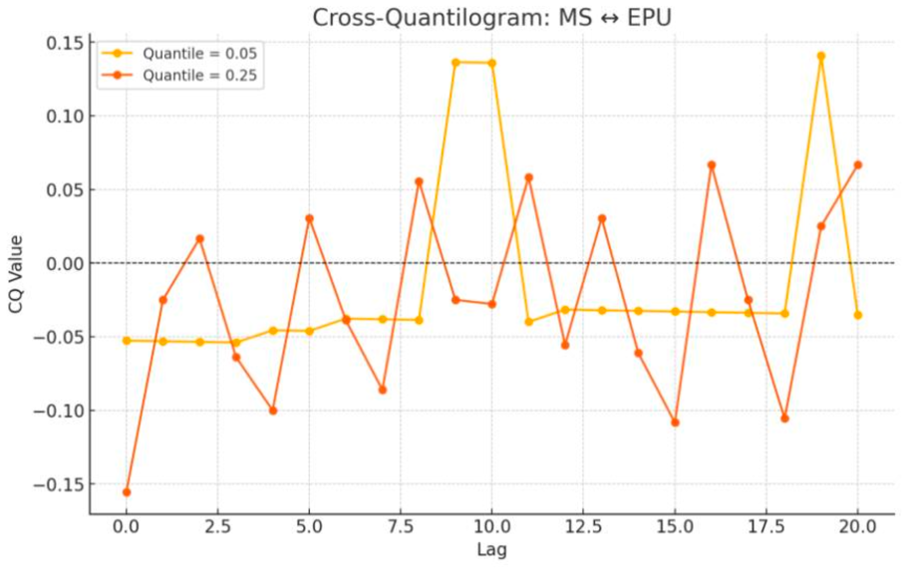 Cross-Quantilogram: MS ↔ EPU
Quantile = 0.05
Quantile = 0.25
CQ Value
0.15
0.10
0.05
0.00
−0.05
−0.10
−0.15
0.0 2.5 5.0 7.5 10.0 12.5 15.0 17.5 20.0
Lag